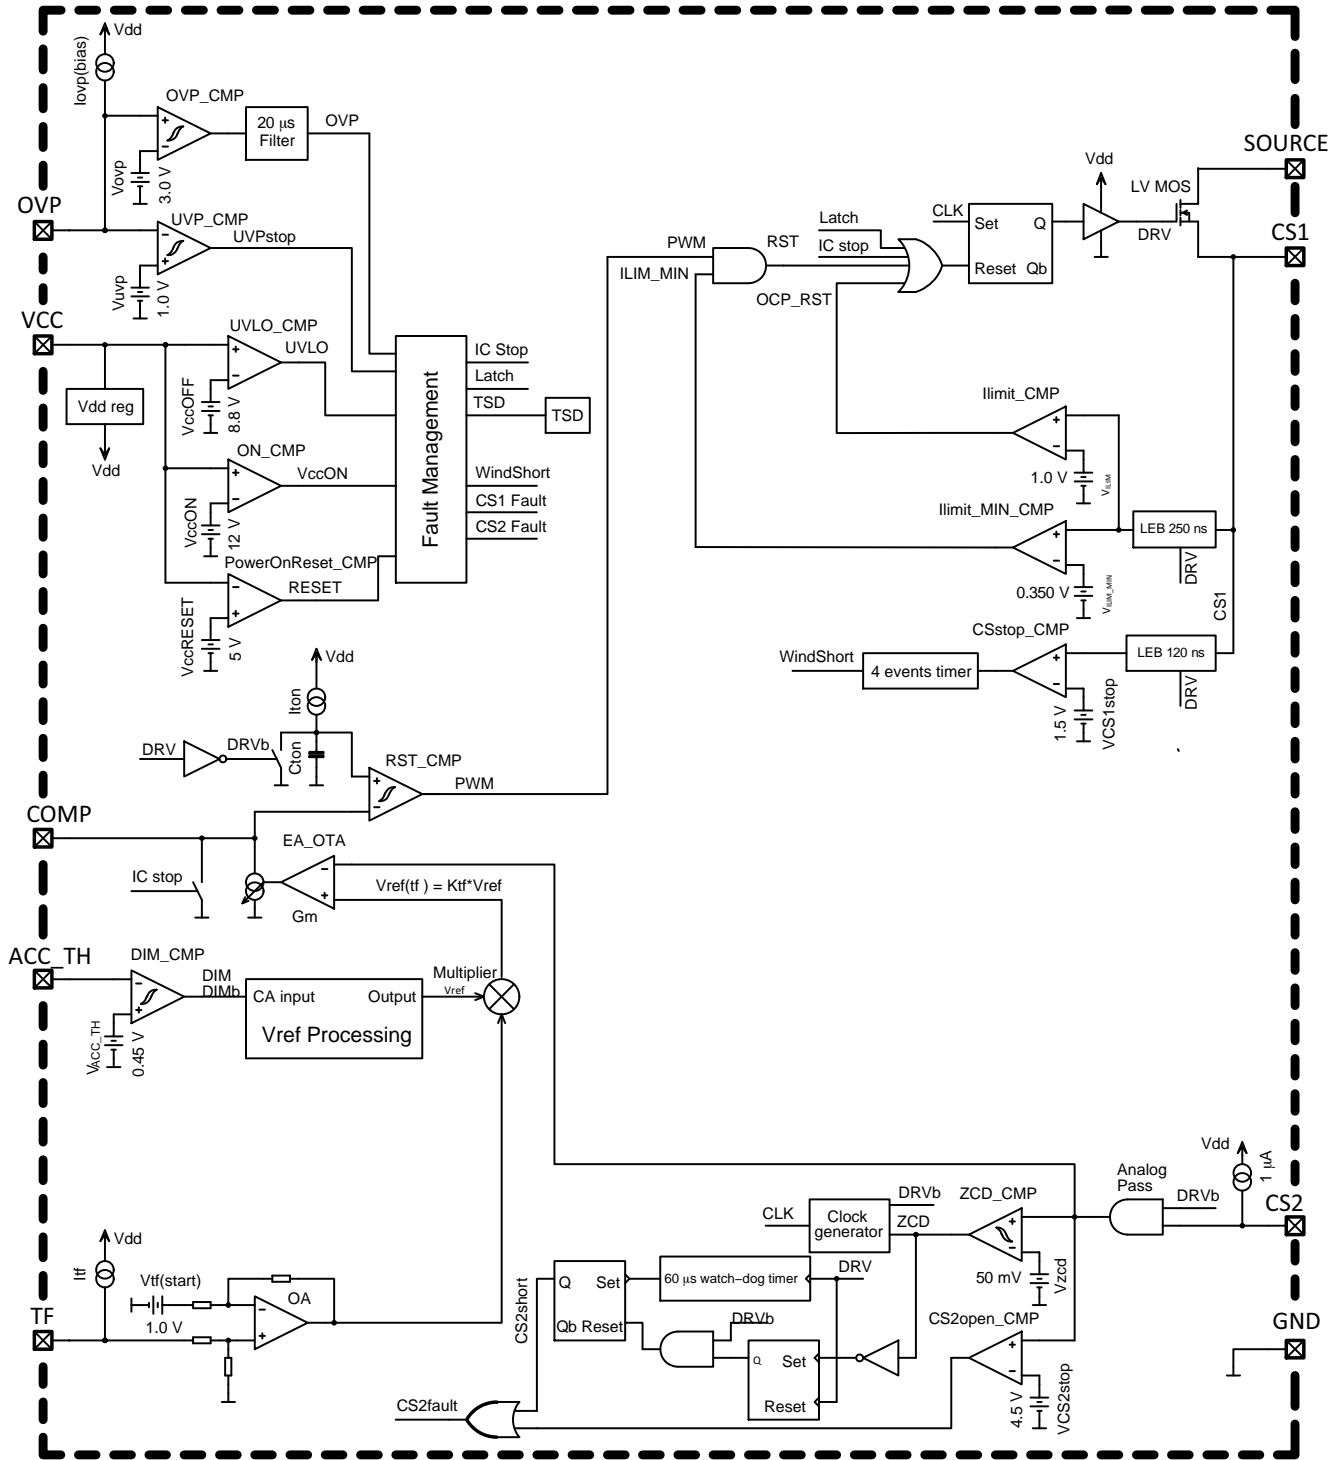 Vdd
Iovp(bias)
OVP_CMP
+
−
20 µs
Filter
OVP
Vovp
3.0 V
OVP
UVP_CMP
−
+
UVPstop
Vuvp
1.0 V
VCC
UVLO_CMP
+
−
UVLO
VccOFF
8.8 V
Vdd reg
Vdd
ON_CMP
+
−
VccON
VccON
12 V
PowerOnReset_CMP
−
+
RESET
VccRESET
5 V
Fault Management
IC Stop
Latch
TSD
TSD
WindShort
CS1 Fault
CS2 Fault
PWM
ILIM_MIN
RST
Latch
IC stop
OCP_RST
CLK
Set
Q
Reset
Qb
Vdd
DRV
LV MOS
SOURCE
CS1
Ilimit_CMP
+
−
1.0 V
VILIM
Ilimit_MIN_CMP
+
−
0.350 V
VILIM_MIN
LEB 250 ns
DRV
CS1
CSstop_CMP
+
−
1.5 V
VCS1stop
LEB 120 ns
DRV
WindShort
4 events timer
Vdd
Iton
DRV
DRVb
Cton
RST_CMP
+
−
PWM
COMP
EA_OTA
−
+
IC stop
Gm
Vref(tf ) = Ktf*Vref
ACC_TH
DIM_CMP
−
+
DIM
DIMb
VACC_TH
0.45 V
CA input
Output
Vref Processing
Multiplier
Vref
Vdd
Itf
Vtf(start)
1.0 V
OA
−
+
TF
Vdd
1 µA
Analog
Pass
DRVb
CS2
CLK
Clock
generator
DRVb
ZCD
ZCD_CMP
+
−
50 mV
Vzcd
CS2short
Q
Set
Qb Reset
60 µs watch–dog timer
DRV
DRVb
Q
Set
Reset
CS2open_CMP
+
−
4.5 V
VCS2stop
CS2fault
GND